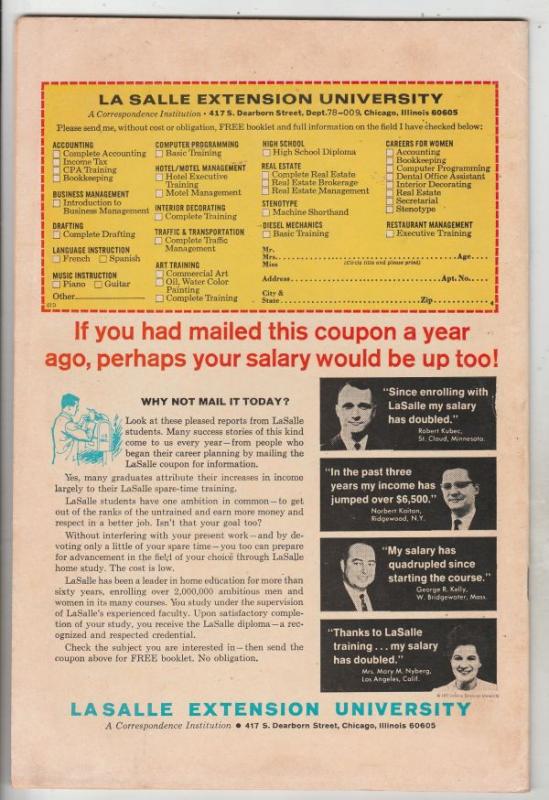 LA SALLE EXTENSION UNIVERSITY
A Correspondence Institution • 417 S. Dearborn Street, Dept. 78-009, Chicago, Illinois 60605
Please send me, without cost or obligation, FREE booklet and full information on the field I have checked below:
ACCOUNTING
Complete Accounting
Income Tax
CPA Training
Bookkeeping
BUSINESS MANAGEMENT
Introduction to
Business Management
DRAFTING
Complete Drafting
LANGUAGE INSTRUCTION
French Spanish
MUSIC INSTRUCTION
Piano Guitar
Other
COMPUTER PROGRAMMING
Basic Training
HOTEL/MOTEL MANAGEMENT
Hotel Executive
Training
Motel Management
INTERIOR DECORATING
Complete Training
TRAFFIC & TRANSPORTATION
Complete Traffic
Management
ART TRAINING
Commercial Art
Oil, Water Color
Painting
Complete Training
HIGH SCHOOL
High School Diploma
REAL ESTATE
Complete Real Estate
Real Estate Brokerage
Real Estate Management
STENOTYPE
Machine Shorthand
DIESEL MECHANICS
Basic Training
CAREERS FOR WOMEN
Accounting
Bookkeeping
Computer Programming
Dental Office Assistant
Interior Decorating
Real Estate
Secretarial
Stenotype
RESTAURANT MANAGEMENT
Executive Training
Mr.
Mrs. Age
Miss (Circle title and please print)
Address Apt. No.
City &
State Zip 4
If you had mailed this coupon a year
ago, perhaps your salary would be up too!
WHY NOT MAIL IT TODAY?
Look at these pleased reports from LaSalle
students. Many success stories of this kind
come to us every year—from people who
began their career planning by mailing the
LaSalle coupon for information.
Yes, many graduates attribute their increases in income
largely to their LaSalle spare-time training.
LaSalle students have one ambition in common—to get
out of the ranks of the untrained and earn more money and
respect in a better job. Isn't that your goal too?
Without interfering with your present work—and by de-
voting only a little of your spare time—you too can prepare
for advancement in the field of your choice through LaSalle
home study. The cost is low.
LaSalle has been a leader in home education for more than
sixty years, enrolling over 2,000,000 ambitious men and
women in its many courses. You study under the supervision
of LaSalle's experienced faculty. Upon satisfactory comple-
tion of your study, you receive the LaSalle diploma—a rec-
ognized and respected credential.
Check the subject you are interested in—then send the
coupon above for FREE booklet. No obligation.
"Since enrolling with
LaSalle my salary
has doubled."
Robert Kubec,
St. Cloud, Minnesota.
"In the past three
years my income has
jumped over $6,500."
Norbert Kaitan,
Ridgewood, N.Y.
"My salary has
quadrupled since
starting the course."
George R. Kelly,
W. Bridgewater, Mass.
"Thanks to LaSalle
training . . . my salary
has doubled."
Mrs. Mary M. Nyberg,
Los Angeles, Calif.
LA SALLE EXTENSION UNIVERSITY
A Correspondence Institution • 417 S. Dearborn Street, Chicago, Illinois 60605